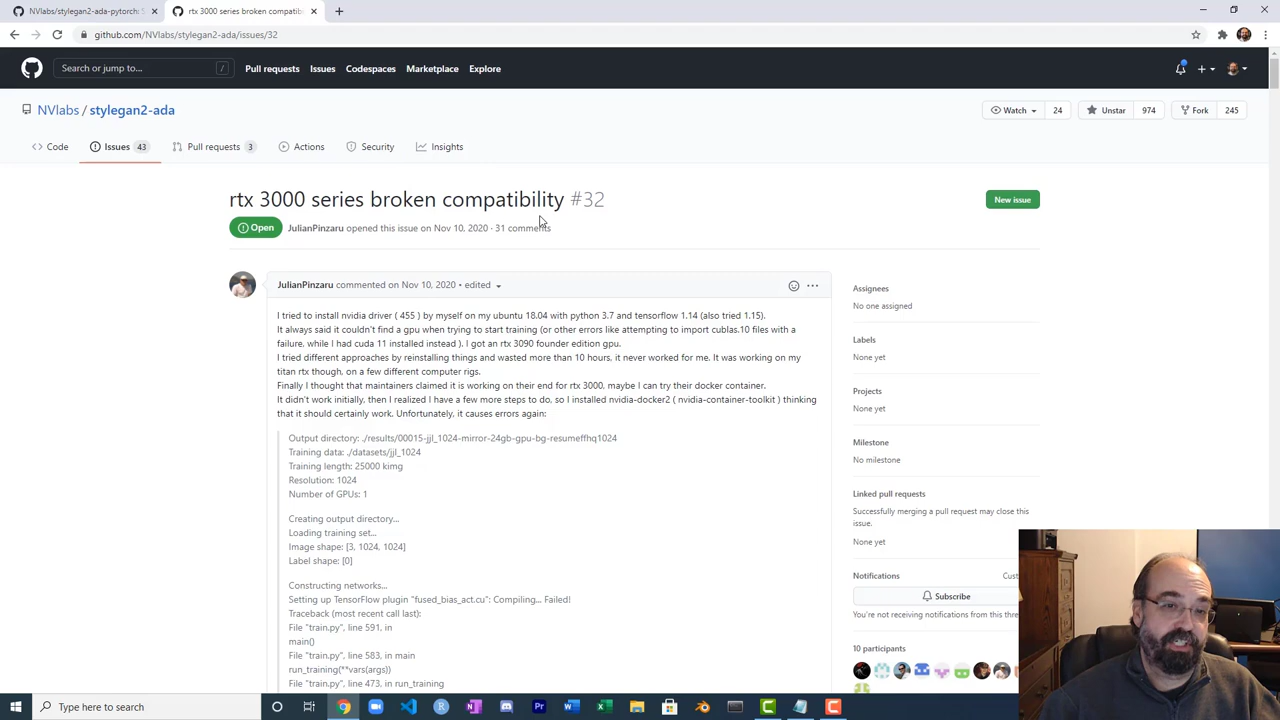 NVlabs/stylegan2-ada-pytorch: S
rtx 3000 series broken compatibi
github.com/NVlabs/stylegan2-ada/issues/32
Search or jump to...
/
Pull requests
Issues
Codespaces
Marketplace
Explore
NVlabs / stylegan2-ada
Watch
24
Unstar
974
Fork
245
Code
Issues 43
Pull requests 3
Actions
Security
Insights
rtx 3000 series broken compatibility #32
New issue
Open
JulianPinzaru opened this issue on Nov 10, 2020 · 31 comments
JulianPinzaru commented on Nov 10, 2020 • edited
I tried to install nvidia driver ( 455 ) by myself on my ubuntu 18.04 with python 3.7 and tensorflow 1.14 (also tried 1.15).
It always said it couldn't find a gpu when trying to start training (or other errors like attempting to import cublas.10 files with a
failure, while I had cuda 11 installed instead ). I got an rtx 3090 founder edition gpu.
I tried different approaches by reinstalling things and wasted more than 10 hours, it never worked for me. It was working on my
titan rtx though, on a few different computer rigs.
Finally I thought that maintainers claimed it is working on their end for rtx 3000, maybe I can try their docker container.
It didn't work initially, then I realized I have a few more steps to do, so I installed nvidia-docker2 ( nvidia-container-toolkit ) thinking
that it should certainly work, Unfortunately, it causes errors again:
Output directory: ./results/00015-jjl_1024-mirror-24gb-gpu-bg-resumeffhq1024
Training data: ./datasets/jjl_1024
Training length: 25000 kimg
Resolution: 1024
Number of GPUs: 1
Creating output directory...
Loading training set...
Image shape: [3, 1024, 1024]
Label shape: [0]
Constructing networks...
Setting up TensorFlow plugin "fused_bias_act.cu": Compiling... Failed!
Traceback (most recent call last):
File "train.py", line 591, in
main()
File "train.py", line 583, in main
run_training(**vars(args))
File "train.py", line 473, in run_training
Assignees
No one assigned
Labels
None yet
Projects
None yet
Milestone
No milestone
Linked pull requests
Successfully merging a pull request may close this
issue.
None yet
Notifications
Cust
Subscribe
You're not receiving notifications from this thre
10 participants
Type here to search